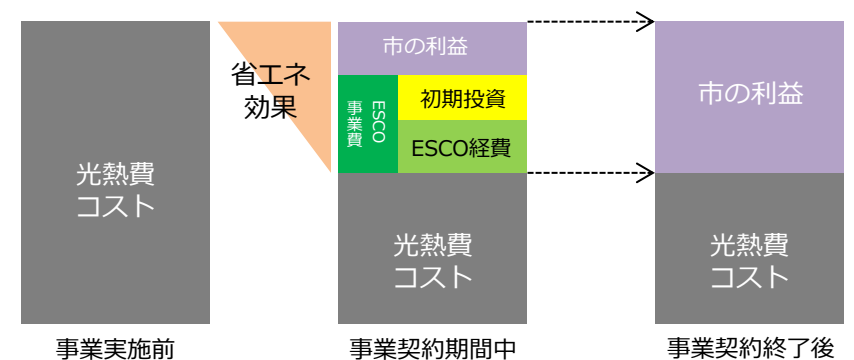 光熱費
コスト
事業実施前
省エネ
効果
市の利益
ESCO
事業費
初期投資
ESCO経費
光熱費
コスト
事業契約期間中
市の利益
光熱費
コスト
事業契約終了後